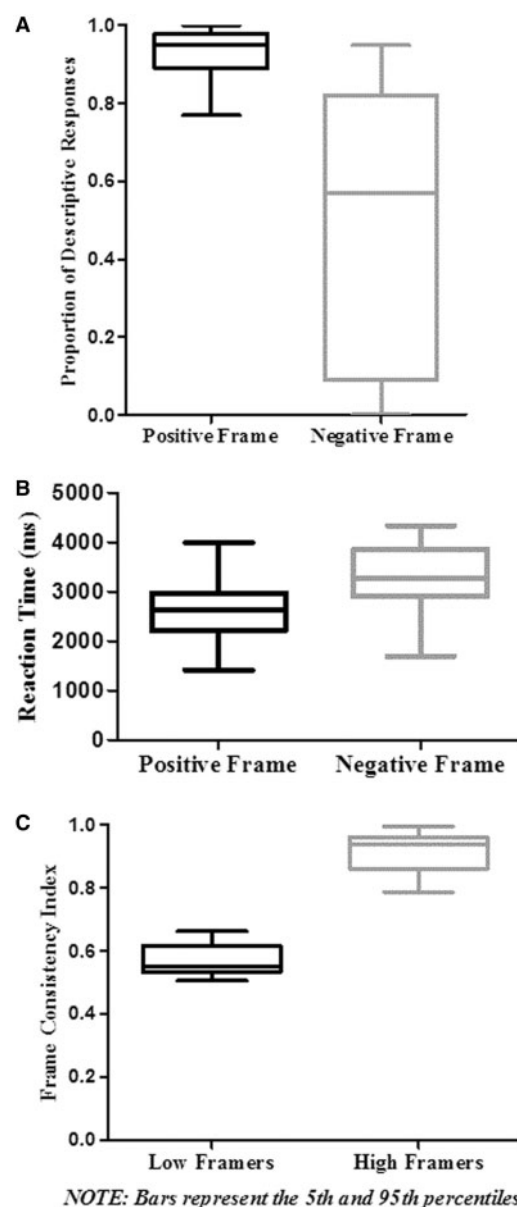 A
Proportion of Descriptive Responses
1.0
0.8
0.6
0.4
0.2
0.0
Positive Frame Negative Frame
B
Reaction Time (ms)
5000
4000
3000
2000
1000
0
Positive Frame Negative Frame
C
Frame Consistency Index
1.0
0.8
0.6
0.4
0.2
0.0
Low Framers High Framers
NOTE: Bars represent the 5th and 95th percentiles